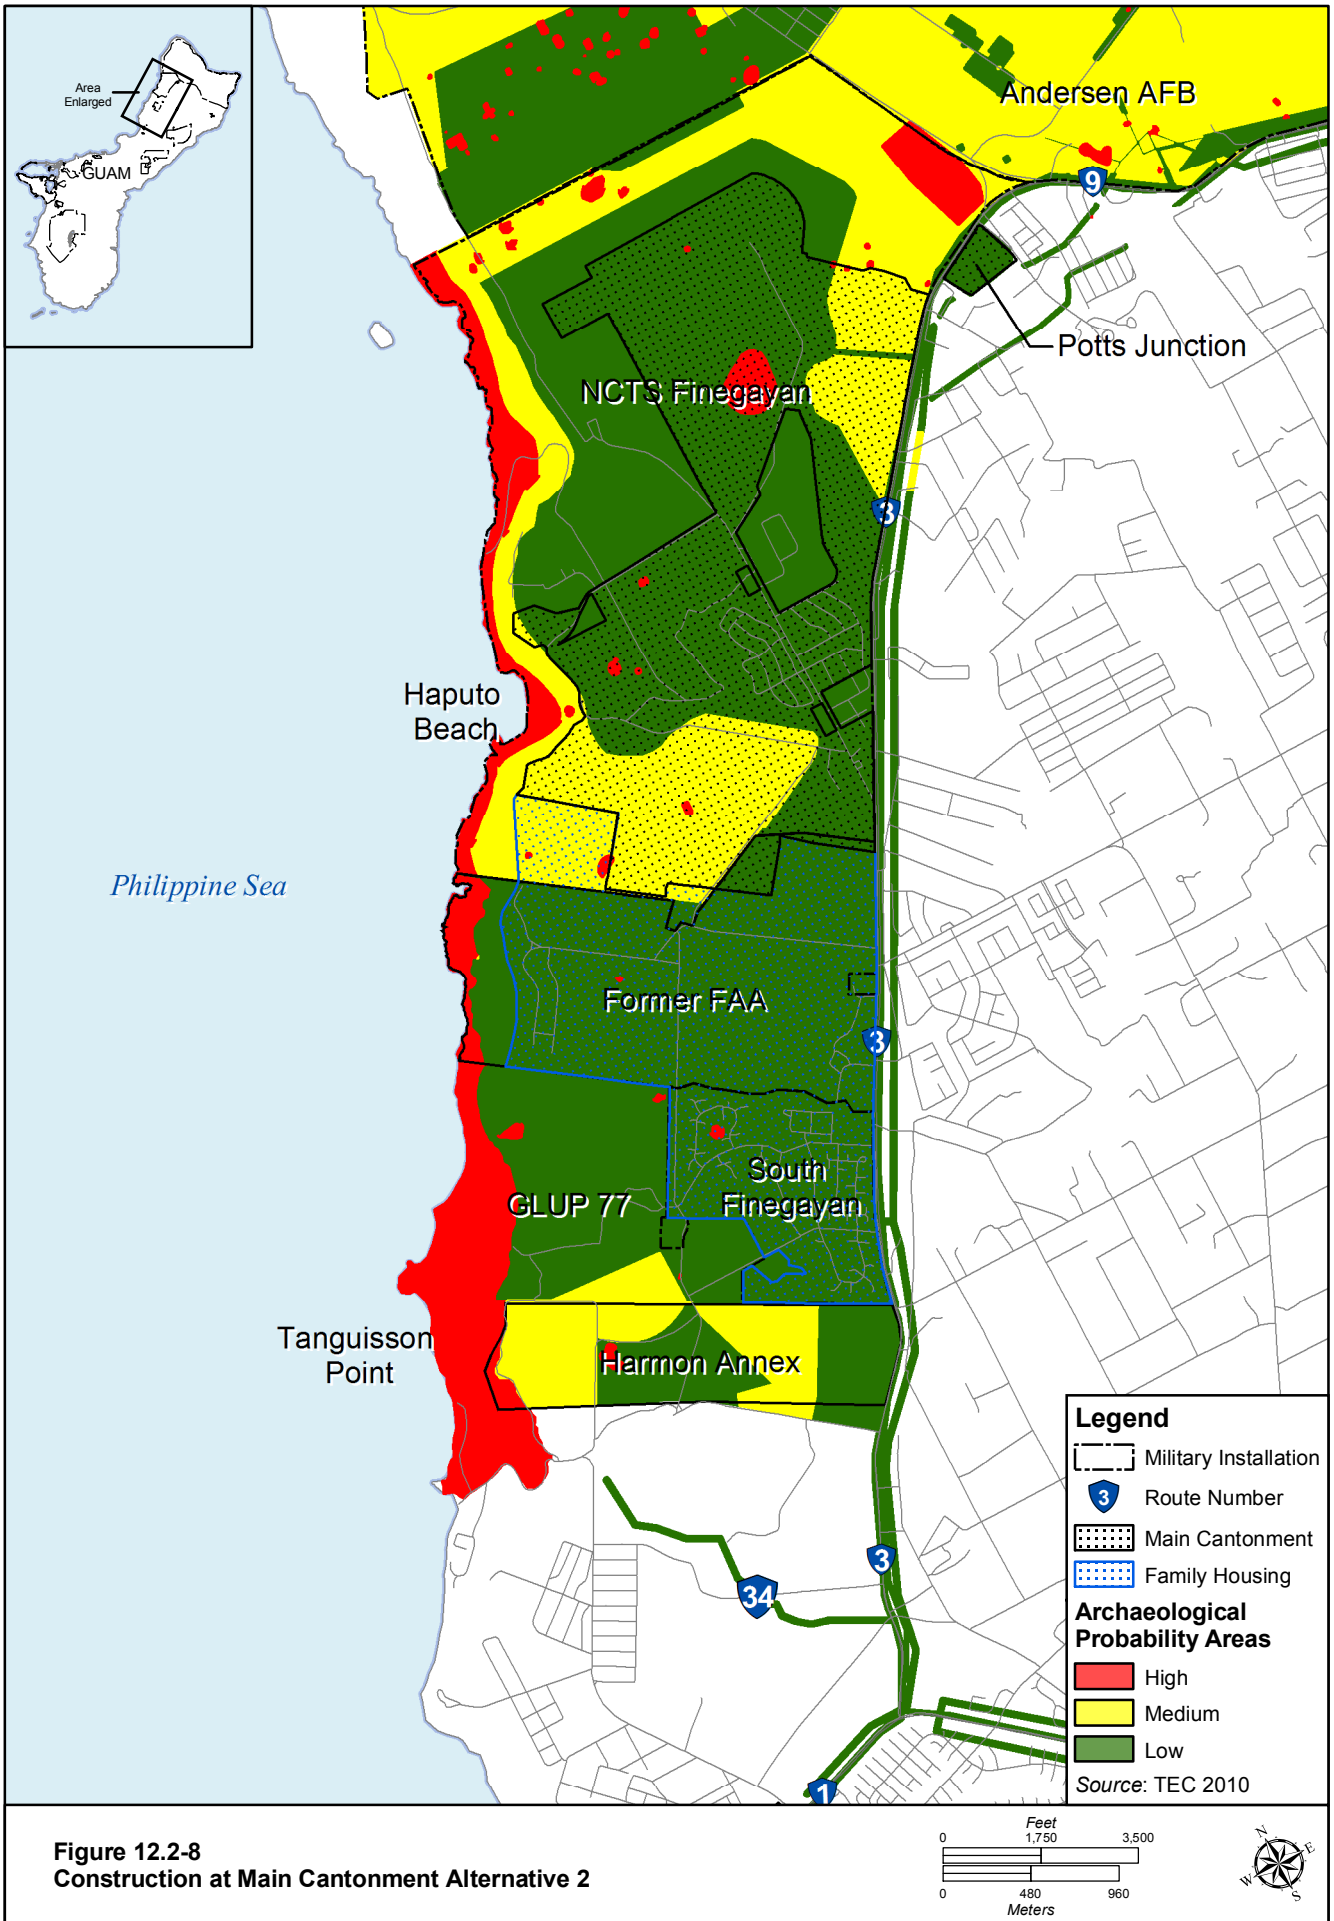 Area
Enlarged
GUAM
Andersen AFB
9
Potts Junction
NCTS Finegayan
3
Haputo
Beach
Philippine Sea
Former FAA
3
South
Finegayan
GLUP 77
Tanguisson
Point
Harmon Annex
3
34
1
Legend
Military Installation
3 Route Number
Main Cantonment
Family Housing
Archaeological
Probability Areas
High
Medium
Low
Source: TEC 2010
Figure 12.2-8
Construction at Main Cantonment Alternative 2
Feet
0 1,750 3,500
0 480 960
Meters
N
E
W
S